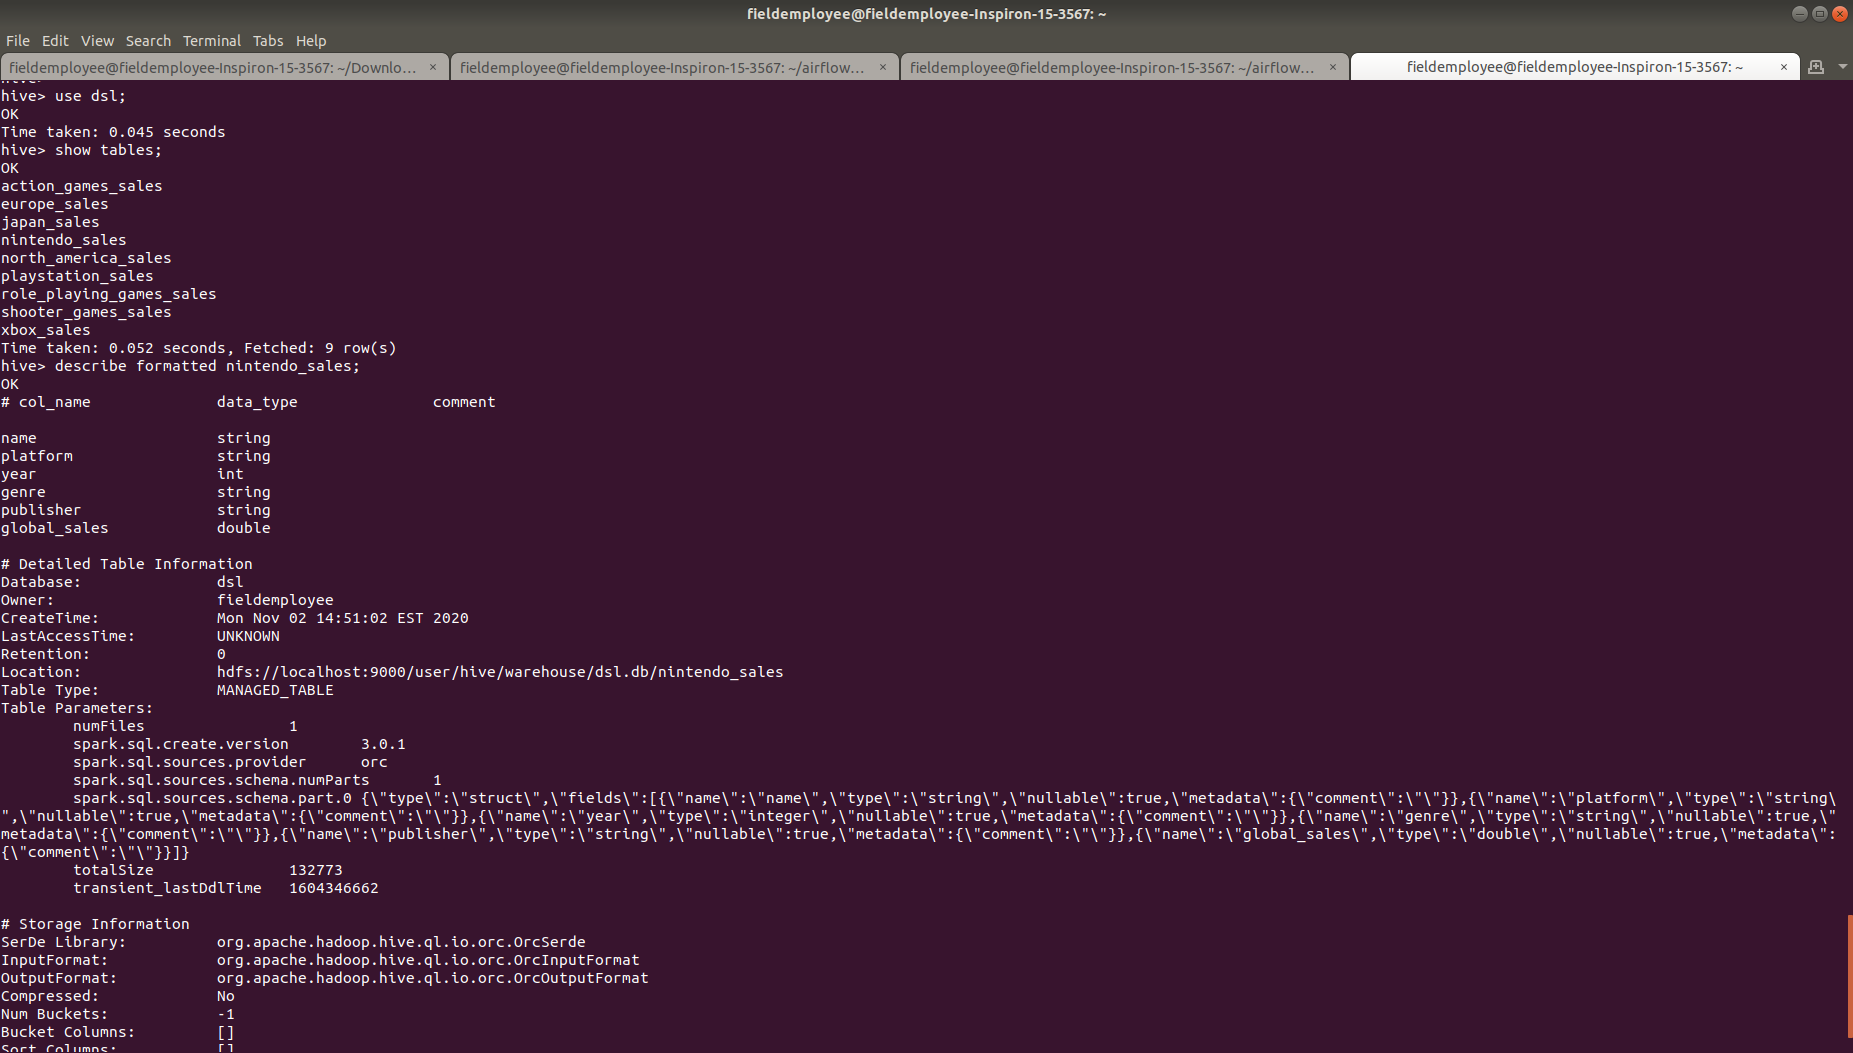 fieldemployee@fieldemployee-Inspiron-15-3567: ~
File Edit View Search Terminal Tabs Help
fieldemployee@fieldemployee-Inspiron-15-3567: ~/Downlo... × fieldemployee@fieldemployee-Inspiron-15-3567: ~/airflow... × fieldemployee@fieldemployee-Inspiron-15-3567: ~/airflow... × fieldemployee@fieldemployee-Inspiron-15-3567: ~ ×
hive>
hive> use dsl;
OK
Time taken: 0.045 seconds
hive> show tables;
OK
action_games_sales
europe_sales
japan_sales
nintendo_sales
north_america_sales
playstation_sales
role_playing_games_sales
shooter_games_sales
xbox_sales
Time taken: 0.052 seconds, Fetched: 9 row(s)
hive> describe formatted nintendo_sales;
OK
# col_name data_type comment
name string
platform string
year int
genre string
publisher string
global_sales double
# Detailed Table Information
Database: dsl
Owner: fieldemployee
CreateTime: Mon Nov 02 14:51:02 EST 2020
LastAccessTime: UNKNOWN
Retention: 0
Location: hdfs://localhost:9000/user/hive/warehouse/dsl.db/nintendo_sales
Table Type: MANAGED_TABLE
Table Parameters:
numFiles 1
spark.sql.create.version 3.0.1
spark.sql.sources.provider orc
spark.sql.sources.schema.numParts 1
spark.sql.sources.schema.part.0 {\"type\":\"struct\",\"fields\":[{\"name\":\"name\",\"type\":\"string\",\"nullable\":true,\"metadata\":{\"comment\":\"\"}},{\"name\":\"platform\",\"type\":\"string\
",\"nullable\":true,\"metadata\":{\"comment\":\"\"}},{\"name\":\"year\",\"type\":\"integer\",\"nullable\":true,\"metadata\":{\"comment\":\"\"}},{\"name\":\"genre\",\"type\":\"string\",\"nullable\":true,\"
metadata\":{\"comment\":\"\"}},{\"name\":\"publisher\",\"type\":\"string\",\"nullable\":true,\"metadata\":{\"comment\":\"\"}},{\"name\":\"global_sales\",\"type\":\"double\",\"nullable\":true,\"metadata\":
{\"comment\":\"\"}}]}
totalSize 132773
transient_lastDdlTime 1604346662
# Storage Information
SerDe Library: org.apache.hadoop.hive.ql.io.orc.OrcSerde
InputFormat: org.apache.hadoop.hive.ql.io.orc.OrcInputFormat
OutputFormat: org.apache.hadoop.hive.ql.io.orc.OrcOutputFormat
Compressed: No
Num Buckets: -1
Bucket Columns: []
Sort Columns: []